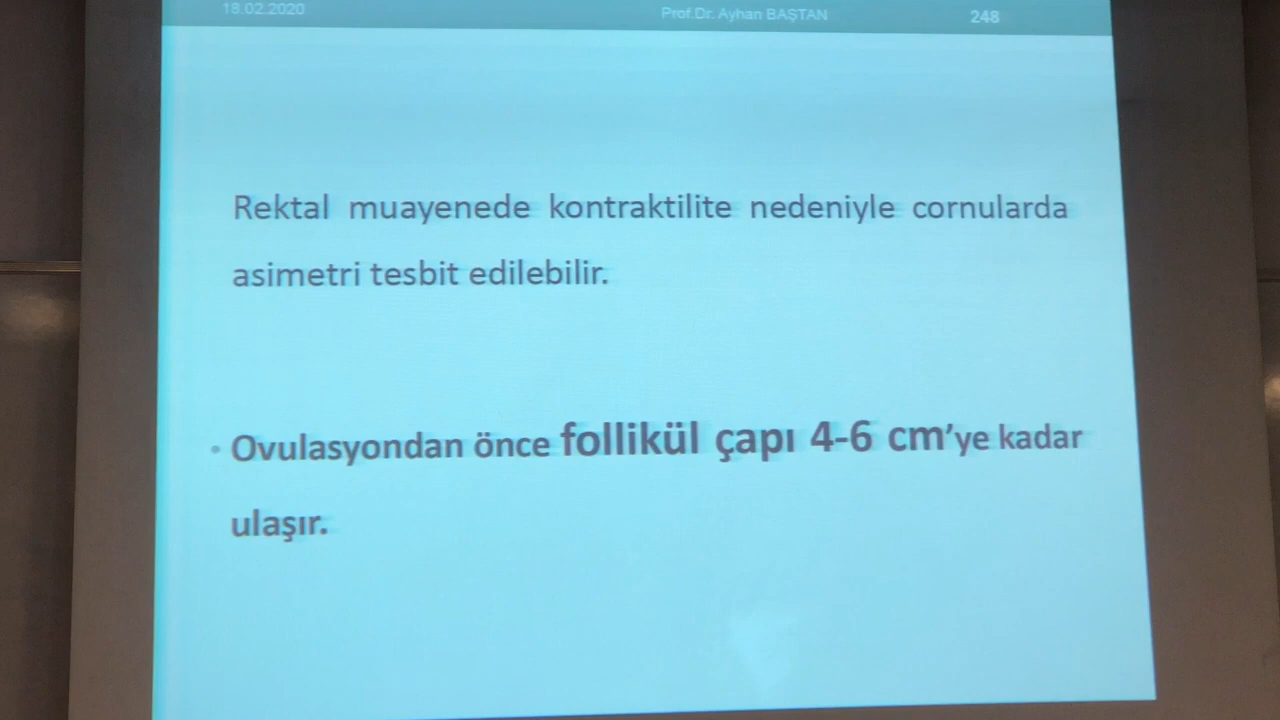 18.02.2020 Prof.Dr. Ayhan BAŞTAN 248
Rektal muayenede kontraktilite nedeniyle cornularda
asimetri tesbit edilebilir.
• Ovulasyondan önce follikül çapı 4-6 cm’ye kadar
ulaşır.